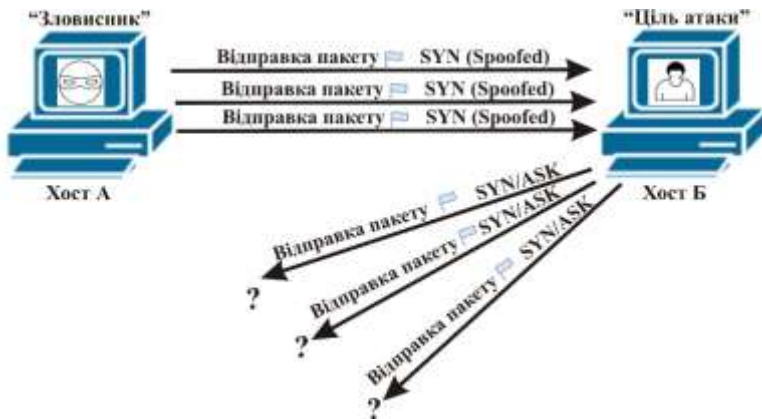 “Зловисник” “Ціль атаки”
Відправка пакету SYN (Spoofed)
Відправка пакету SYN (Spoofed)
Відправка пакету SYN (Spoofed)
Хост А Хост Б
Відправка пакету SYN/ASK
Відправка пакету SYN/ASK
Відправка пакету SYN/ASK
?
?
?